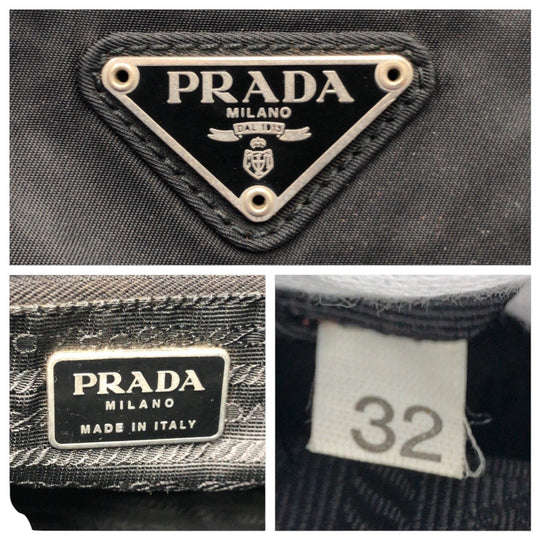 PRADA
MILANO
DAL 1913
PRADA
MILANO
MADE IN ITALY
32